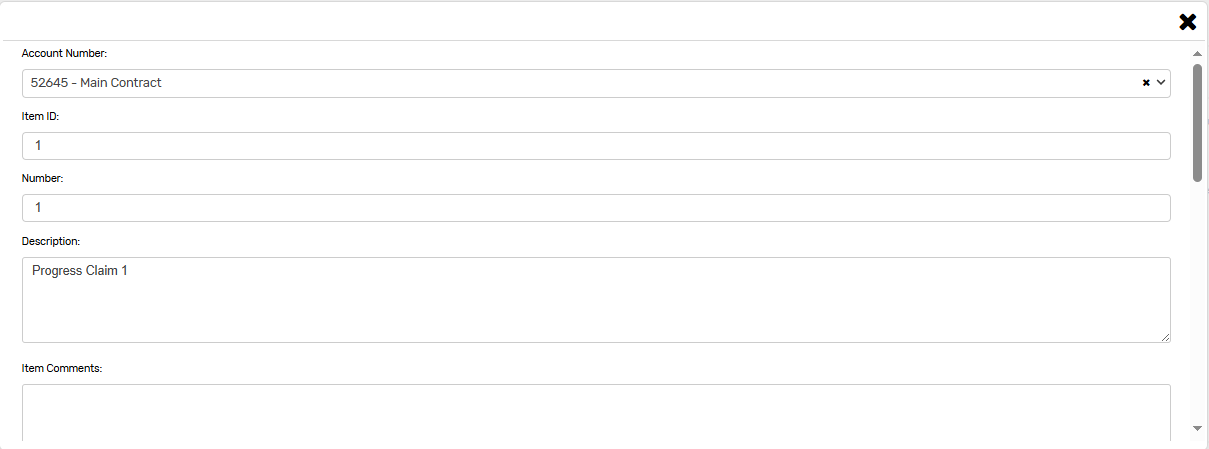 Account Number:
52645 - Main Contract
Item ID:
1
Number:
1
Description:
Progress Claim 1
Item Comments: